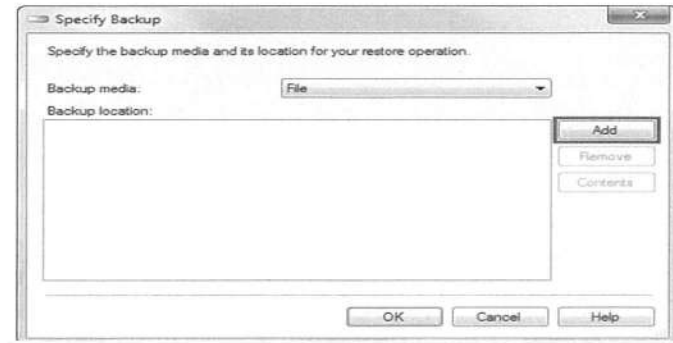 Specify Backup
Specify the backup media and its location for your restore operation.
Backup media:
File
Backup location:
Add
Remove
Contents
OK
Cancel
Help